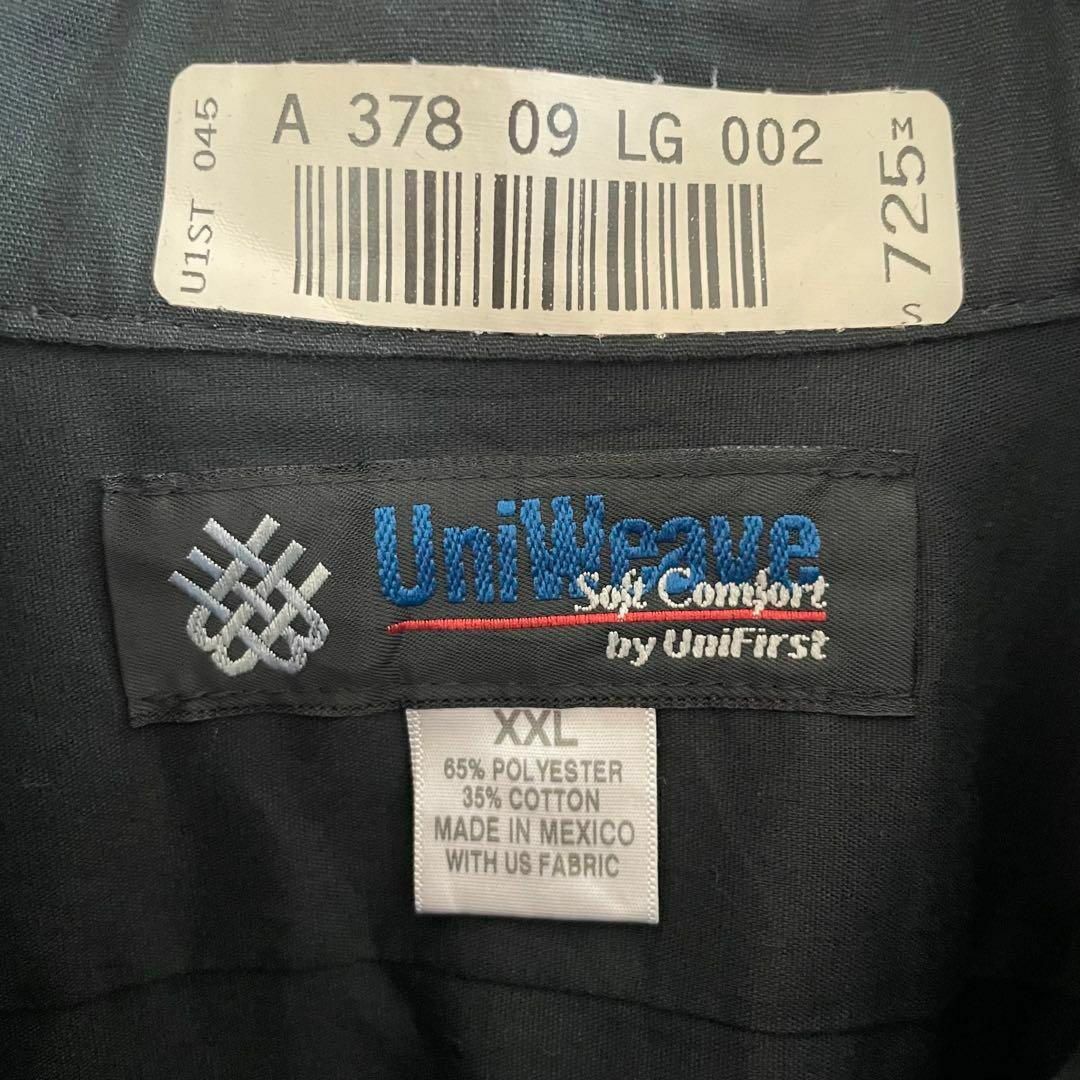 U1ST 045
A 378 09 LG 002
S 725 M
UniWeave
Soft Comfort
by UniFirst
XXL
65% POLYESTER
35% COTTON
MADE IN MEXICO
WITH US FABRIC